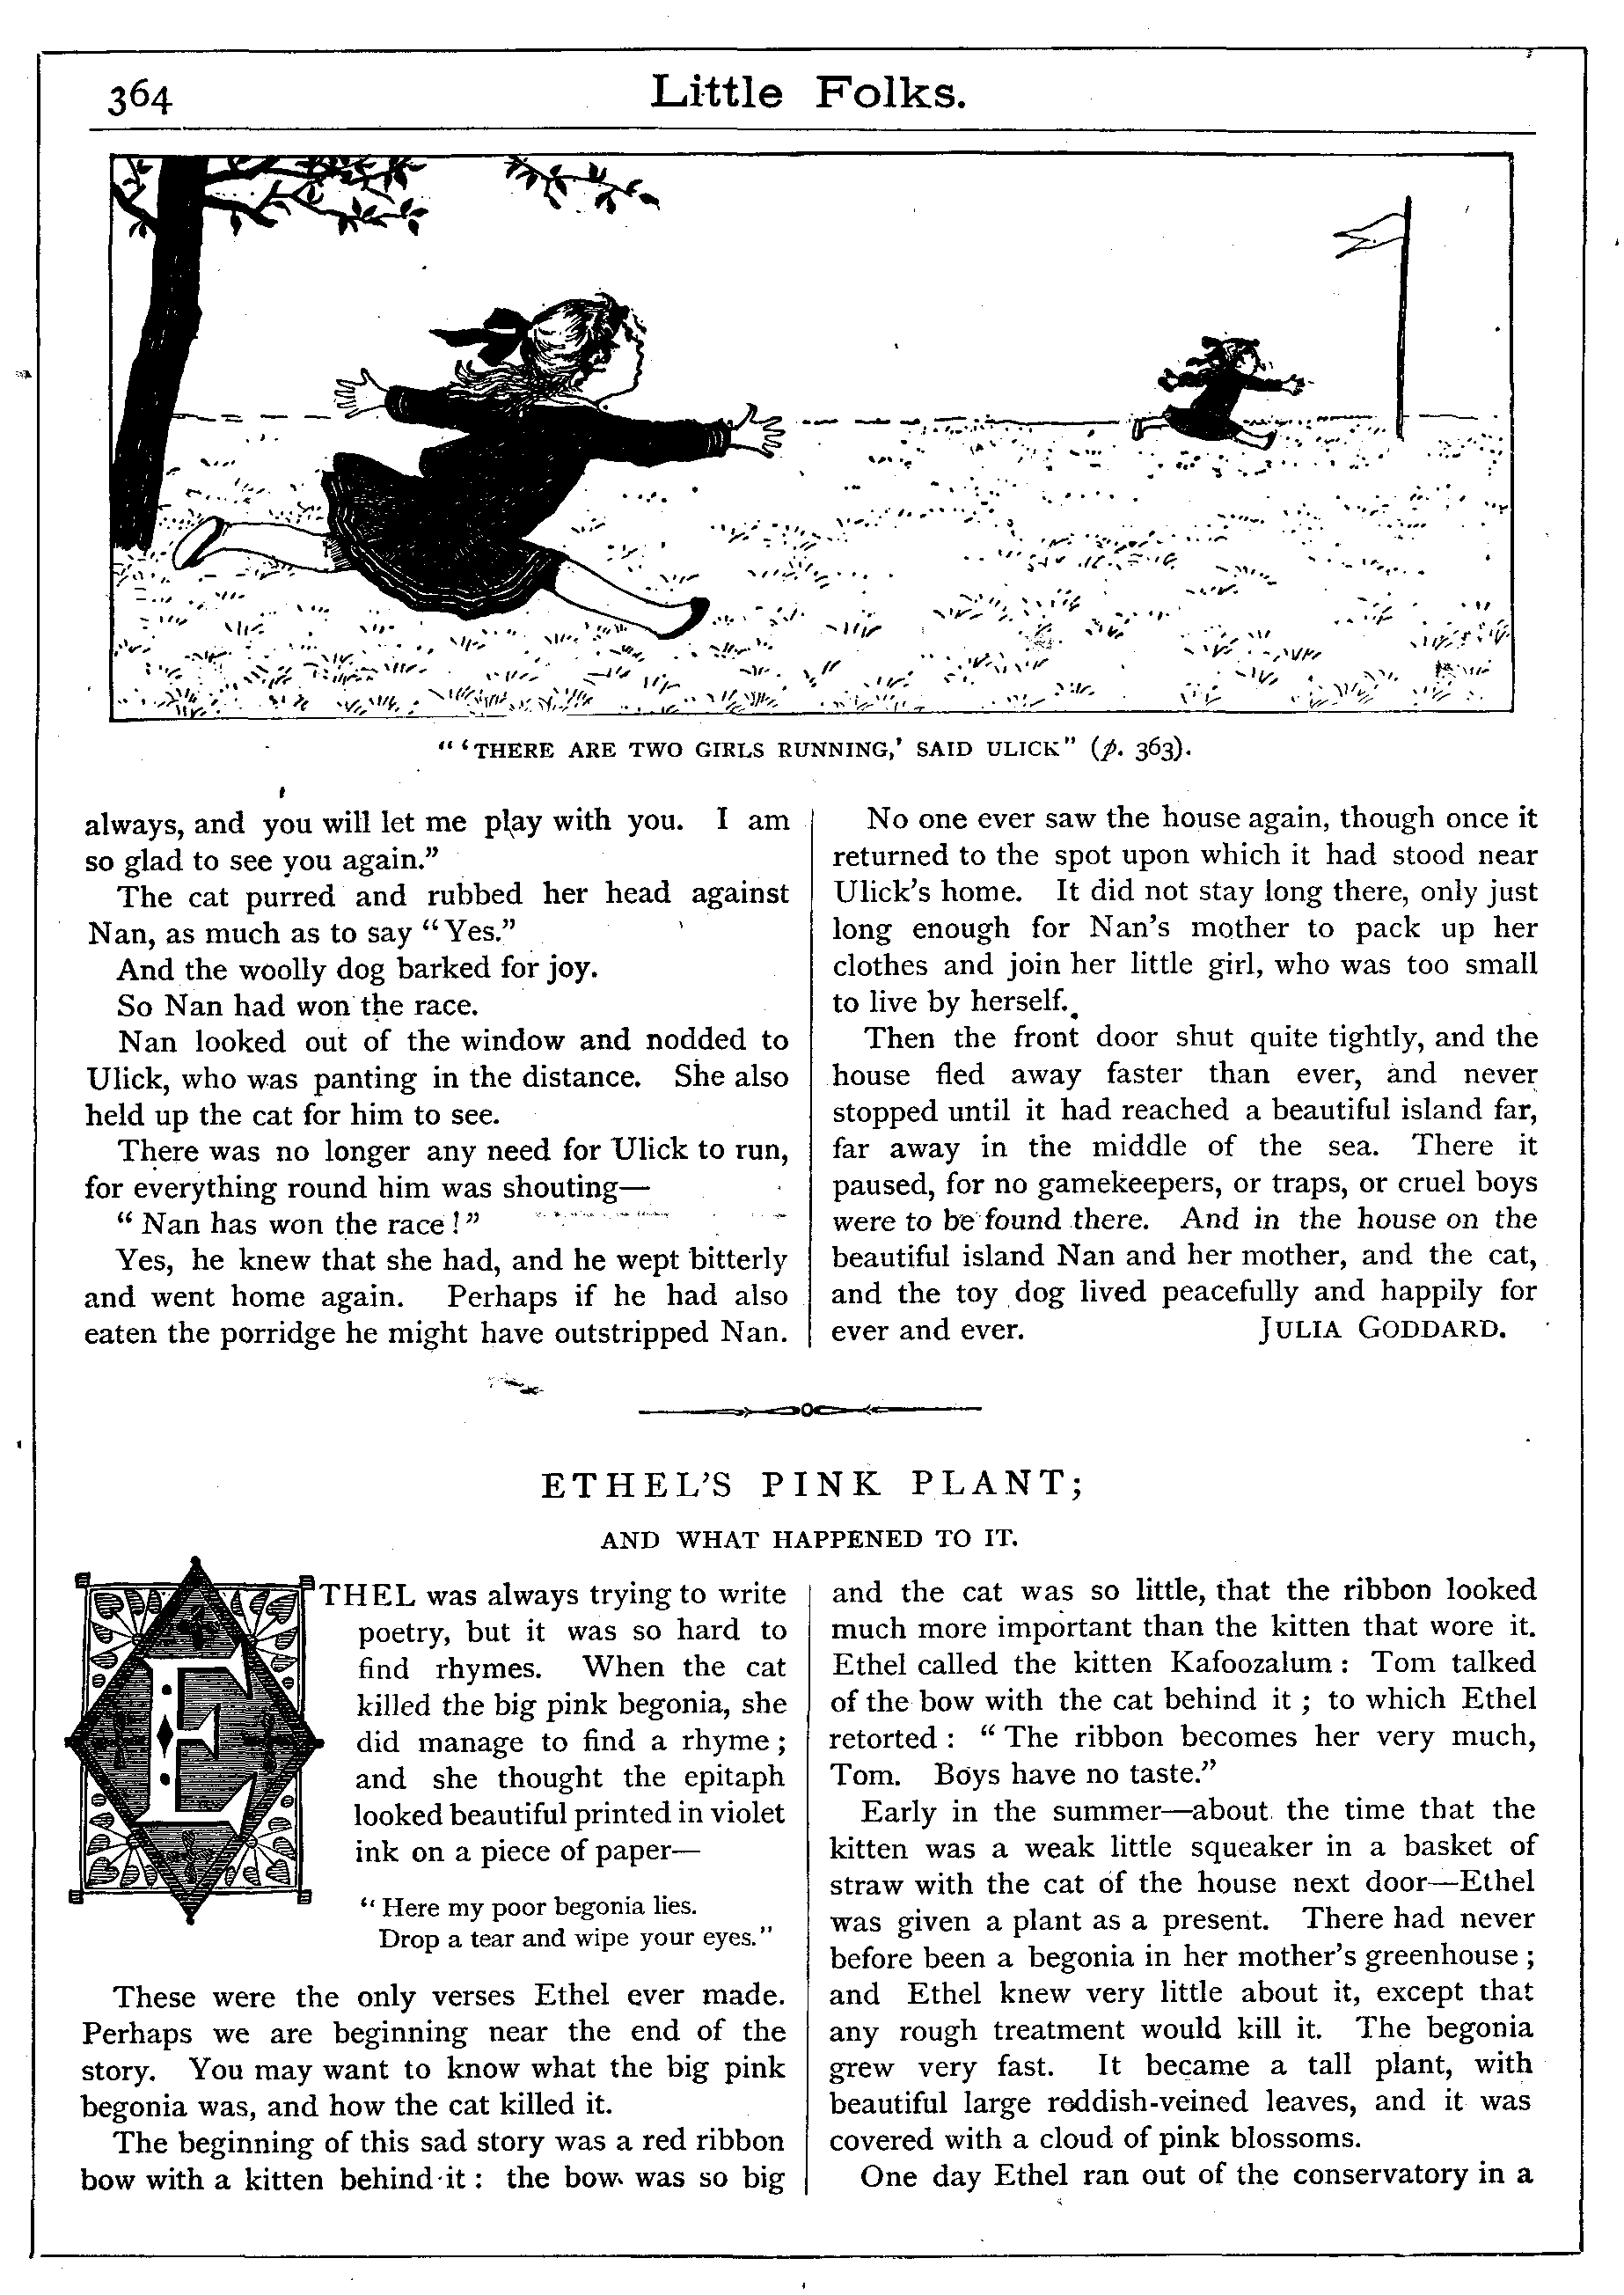 364
Little Folks.
“ ‘THERE ARE TWO GIRLS RUNNING,’ SAID ULICK” (p. 363).
always, and you will let me play with you. I am
so glad to see you again.”
The cat purred and rubbed her head against
Nan, as much as to say “Yes.”
And the woolly dog barked for joy.
So Nan had won the race.
Nan looked out of the window and nodded to
Ulick, who was panting in the distance. She also
held up the cat for him to see.
There was no longer any need for Ulick to run,
for everything round him was shouting—
“Nan has won the race!”
Yes, he knew that she had, and he wept bitterly
and went home again. Perhaps if he had also
eaten the porridge he might have outstripped Nan.
No one ever saw the house again, though once it
returned to the spot upon which it had stood near
Ulick's home. It did not stay long there, only just
long enough for Nan's mother to pack up her
clothes and join her little girl, who was too small
to live by herself.
Then the front door shut quite tightly, and the
house fled away faster than ever, and never
stopped until it had reached a beautiful island far,
far away in the middle of the sea. There it
paused, for no gamekeepers, or traps, or cruel boys
were to be found there. And in the house on the
beautiful island Nan and her mother, and the cat,
and the toy dog lived peacefully and happily for
ever and ever. JULIA GODDARD.
ETHEL'S PINK PLANT;
AND WHAT HAPPENED TO IT.
ETHEL was always trying to write
poetry, but it was so hard to
find rhymes. When the cat
killed the big pink begonia, she
did manage to find a rhyme;
and she thought the epitaph
looked beautiful printed in violet
ink on a piece of paper—
“Here my poor begonia lies.
Drop a tear and wipe your eyes.”
These were the only verses Ethel ever made.
Perhaps we are beginning near the end of the
story. You may want to know what the big pink
begonia was, and how the cat killed it.
The beginning of this sad story was a red ribbon
bow with a kitten behind it: the bow was so big
and the cat was so little, that the ribbon looked
much more important than the kitten that wore it.
Ethel called the kitten Kafoozalum: Tom talked
of the bow with the cat behind it; to which Ethel
retorted: “The ribbon becomes her very much,
Tom. Boys have no taste.”
Early in the summer—about the time that the
kitten was a weak little squeaker in a basket of
straw with the cat of the house next door—Ethel
was given a plant as a present. There had never
before been a begonia in her mother's greenhouse;
and Ethel knew very little about it, except that
any rough treatment would kill it. The begonia
grew very fast. It became a tall plant, with
beautiful large reddish-veined leaves, and it was
covered with a cloud of pink blossoms.
One day Ethel ran out of the conservatory in a